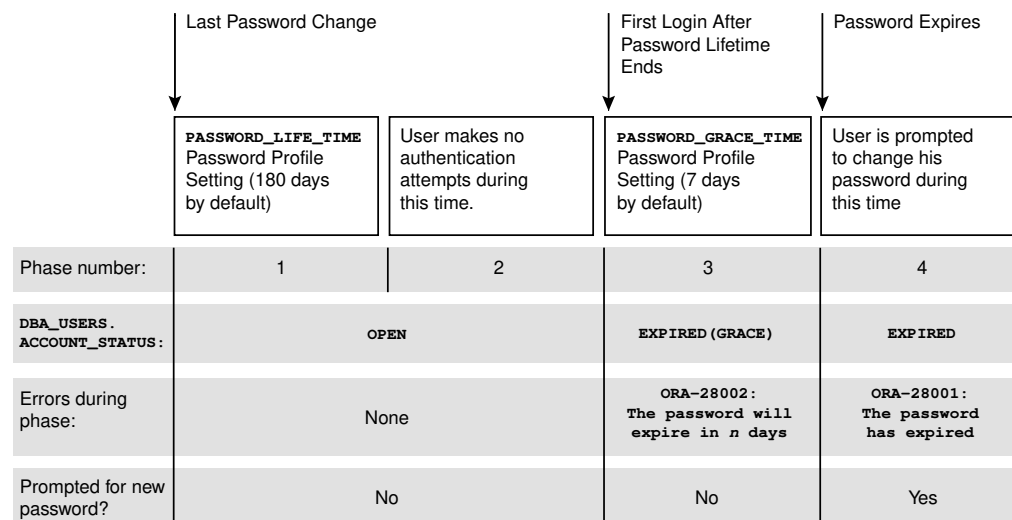 Last Password Change
First Login After
Password Lifetime
Ends
Password Expires
PASSWORD_LIFE_TIME
Password Profile
Setting (180 days
by default)
User makes no
authentication
attempts during
this time.
PASSWORD_GRACE_TIME
Password Profile
Setting (7 days
by default)
User is prompted
to change his
password during
this time
Phase number:
1
2
3
4
DBA_USERS.
ACCOUNT_STATUS:
OPEN
EXPIRED(GRACE)
EXPIRED
Errors during
phase:
None
ORA-28002:
The password will
expire in n days
ORA-28001:
The password
has expired
Prompted for new
password?
No
No
Yes